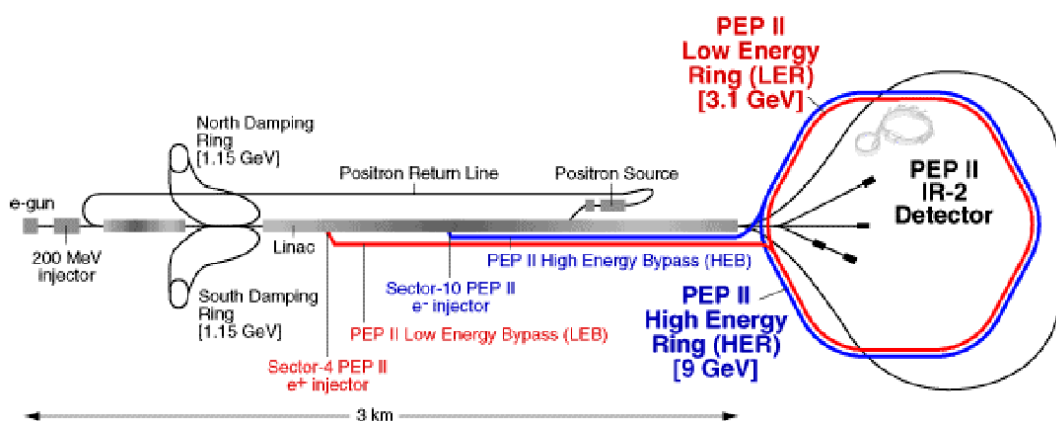 PEP II
Low Energy
Ring (LER)
[3.1 GeV]
North Damping
Ring
[1.15 GeV]
Positron Return Line
Positron Source
e-gun
PEP II
IR-2
Detector
200 MeV
injector
Linac
PEP II High Energy Bypass (HEB)
Sector-10 PEP II
e- injector
South Damping
Ring
[1.15 GeV]
PEP II Low Energy Bypass (LEB)
Sector-4 PEP II
e+ injector
PEP II
High Energy
Ring (HER)
[9 GeV]
3 km